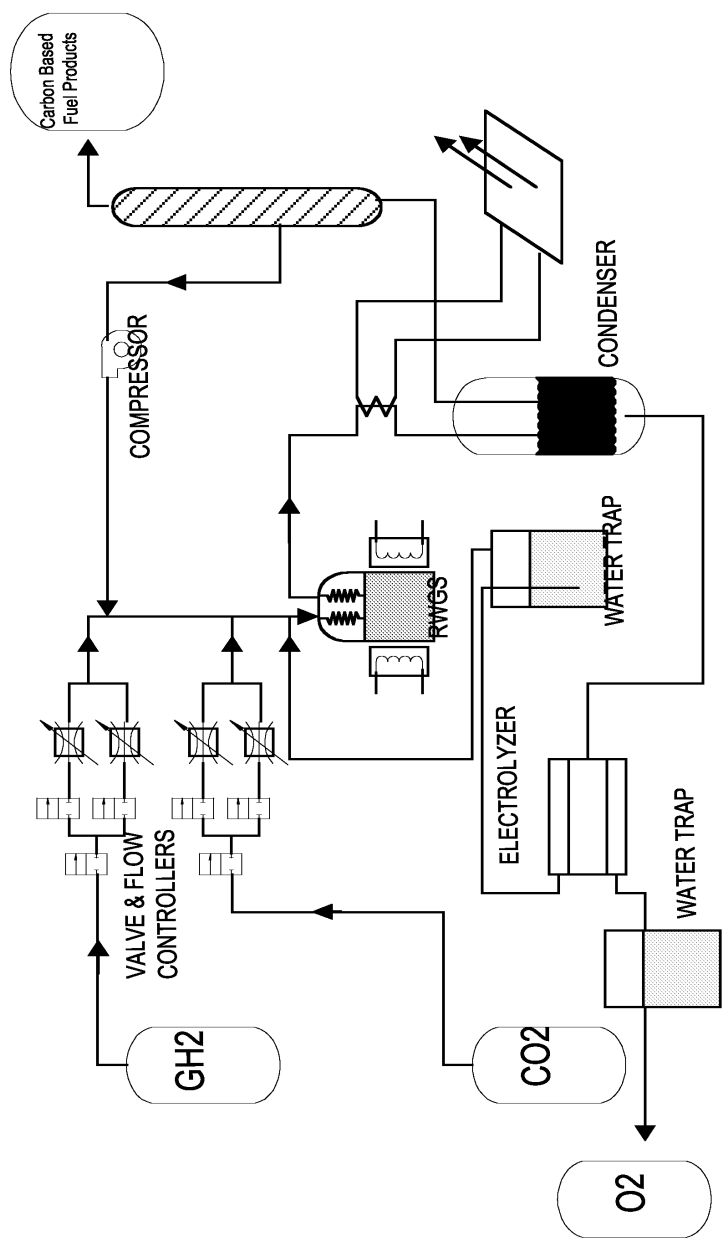 Carbon Based
Fuel Products
COMPRESSOR
CONDENSER
RWGS
WATER TRAP
VALVE & FLOW
CONTROLLERS
ELECTROLYZER
WATER TRAP
GH2
CO2
O2